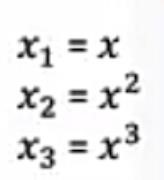 x₁ = x
x₂ = x²
x₃ = x³